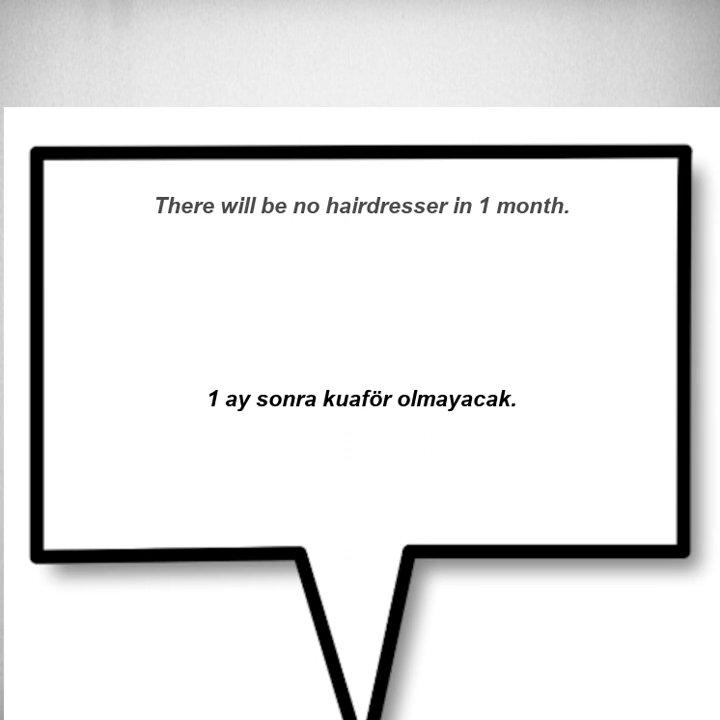 There will be no hairdresser in 1 month.
1 ay sonra kuaför olmayacak.